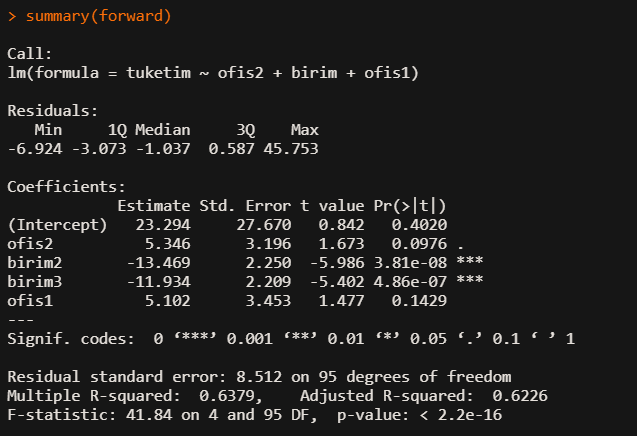 > summary(forward)
Call:
lm(formula = tuketim ~ ofis2 + birim + ofis1)
Residuals:
   Min     1Q Median     3Q    Max
-6.924 -3.073 -1.037  0.587 45.753
Coefficients:
            Estimate Std. Error t value Pr(>|t|)
(Intercept)   23.294     27.670   0.842   0.4020
ofis2          5.346      3.196   1.673   0.0976 .
birim2       -13.469      2.250  -5.986 3.81e-08 ***
birim3       -11.934      2.209  -5.402 4.86e-07 ***
ofis1          5.102      3.453   1.477   0.1429
---
Signif. codes:  0 ‘***’ 0.001 ‘**’ 0.01 ‘*’ 0.05 ‘.’ 0.1 ‘ ’ 1
Residual standard error: 8.512 on 95 degrees of freedom
Multiple R-squared:  0.6379,    Adjusted R-squared:  0.6226
F-statistic: 41.84 on 4 and 95 DF,  p-value: < 2.2e-16